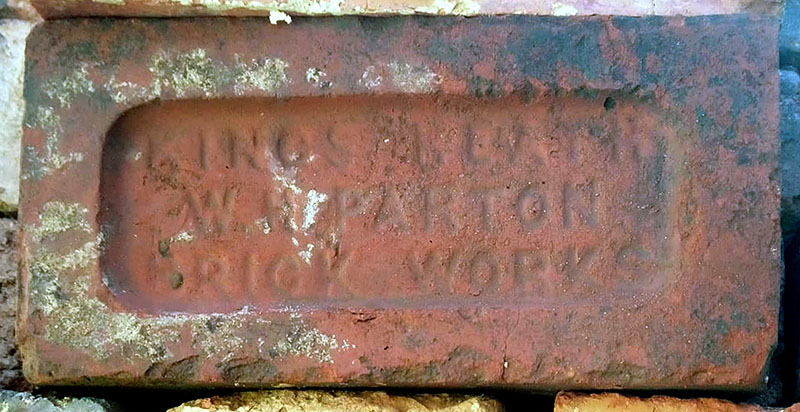 KINGS HEATH
W.H. PARTON
BRICK WORKS